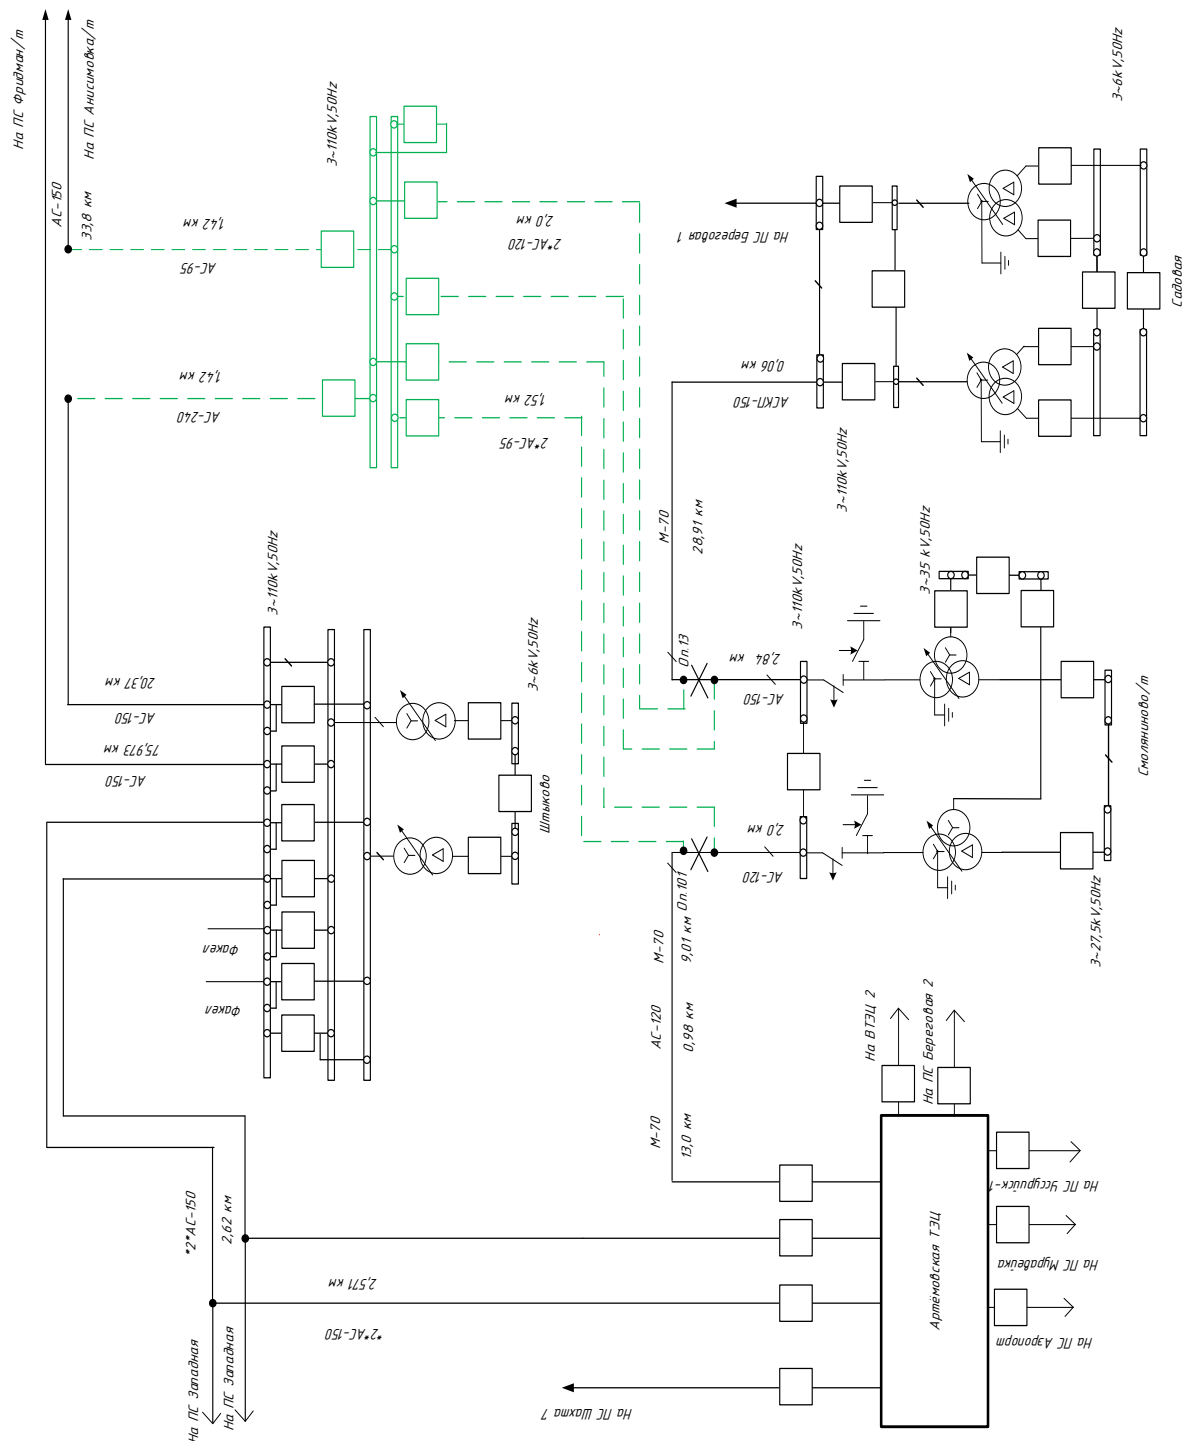 На ПС Фридман/т
На ПС Анисимовка/т
АС-150
33,8 км
1,42 км
АС-95
3~110kV,50Hz
2,0 км
2*АС-120
1,42 км
АС-240
1,52 км
2*АС-95
3~6kV,50Hz
На ПС Береговая 1
Садовая
0,06 км
АСКП-150
3~110kV,50Hz
М-70
28,91 км
3~110kV,50Hz
20,37 км
АС-150
75,973 км
АС-150
3~6kV,50Hz
Штыково
Факел
Факел
Оп.13
2,84 км
АС-150
3~110kV,50Hz
3~35 kV,50Hz
Смоляниново/т
Оп.101
2,0 км
АС-120
3~27,5kV,50Hz
М-70
9,01 км
АС-120
0,98 км
М-70
13,0 км
На ВТЭЦ 2
На ПС Береговая 2
*2*АС-150
2,62 км
2,571 км
*2*АС-150
На ПС Западная
На ПС Западная
На ПС Шахта 7
Артёмовская ТЭЦ
На ПС Уссурийск-1
На ПС Муравейка
На ПС Аэропорт